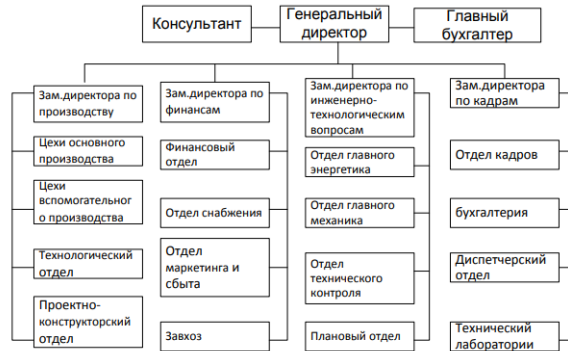 Консультант
Генеральный
директор
Главный
бухгалтер
Зам.директора по
производству
Зам.директора по
финансам
Зам.директора по
инженерно-
технологическим
вопросам
Зам.директора
по кадрам
Цехи основного
производства
Финансовый
отдел
Отдел главного
энергетика
Отдел кадров
Цехи
вспомогательног
о производства
Отдел снабжения
Отдел главного
механика
бухгалтерия
Технологический
отдел
Отдел
маркетинга и
сбыта
Отдел
технического
контроля
Диспетчерский
отдел
Проектно-
конструкторский
отдел
Завхоз
Плановый отдел
Технический
лаборатории